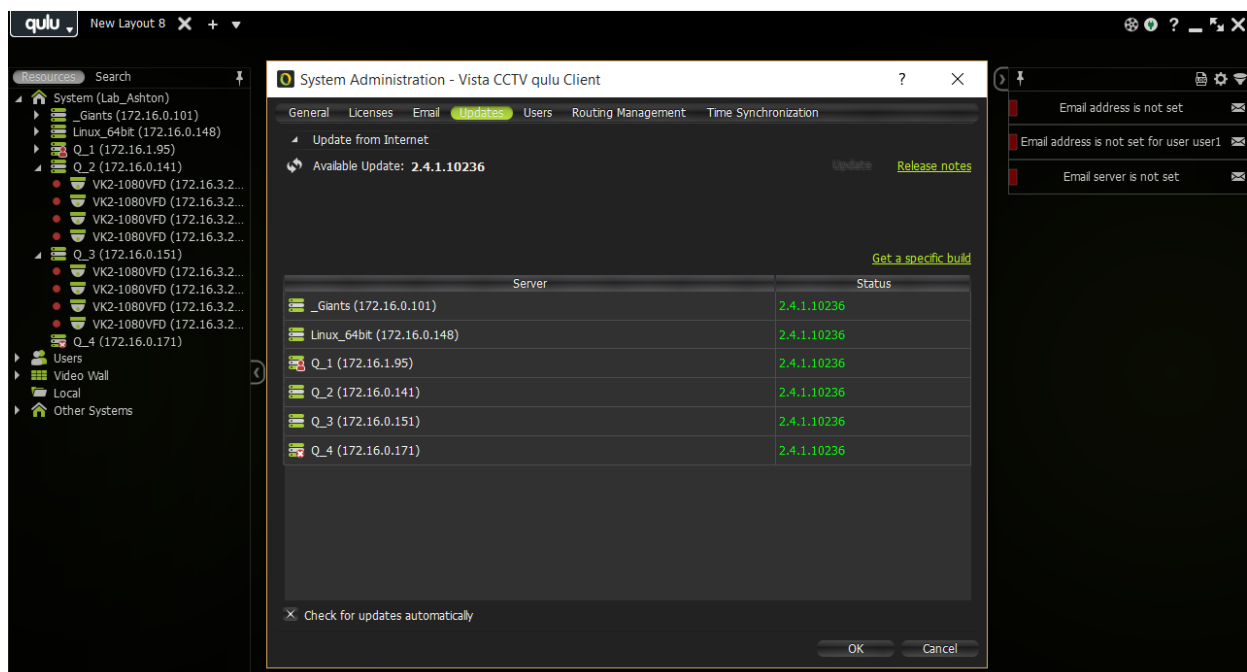 qulu New Layout 8
Resources Search
System (Lab_Ashton)
_Giants (172.16.0.101)
Linux_64bit (172.16.0.148)
Q_1 (172.16.1.95)
Q_2 (172.16.0.141)
VK2-1080VFD (172.16.3.2...
VK2-1080VFD (172.16.3.2...
VK2-1080VFD (172.16.3.2...
VK2-1080VFD (172.16.3.2...
Q_3 (172.16.0.151)
VK2-1080VFD (172.16.3.2...
VK2-1080VFD (172.16.3.2...
VK2-1080VFD (172.16.3.2...
VK2-1080VFD (172.16.3.2...
Q_4 (172.16.0.171)
Users
Video Wall
Local
Other Systems
System Administration - Vista CCTV qulu Client
General Licenses Email Updates Users Routing Management Time Synchronization
Update from Internet
Available Update: 2.4.1.10236 Update Release notes
Get a specific build
Server Status
_Giants (172.16.0.101) 2.4.1.10236
Linux_64bit (172.16.0.148) 2.4.1.10236
Q_1 (172.16.1.95) 2.4.1.10236
Q_2 (172.16.0.141) 2.4.1.10236
Q_3 (172.16.0.151) 2.4.1.10236
Q_4 (172.16.0.171) 2.4.1.10236
Check for updates automatically
OK Cancel
Email address is not set
Email address is not set for user user1
Email server is not set